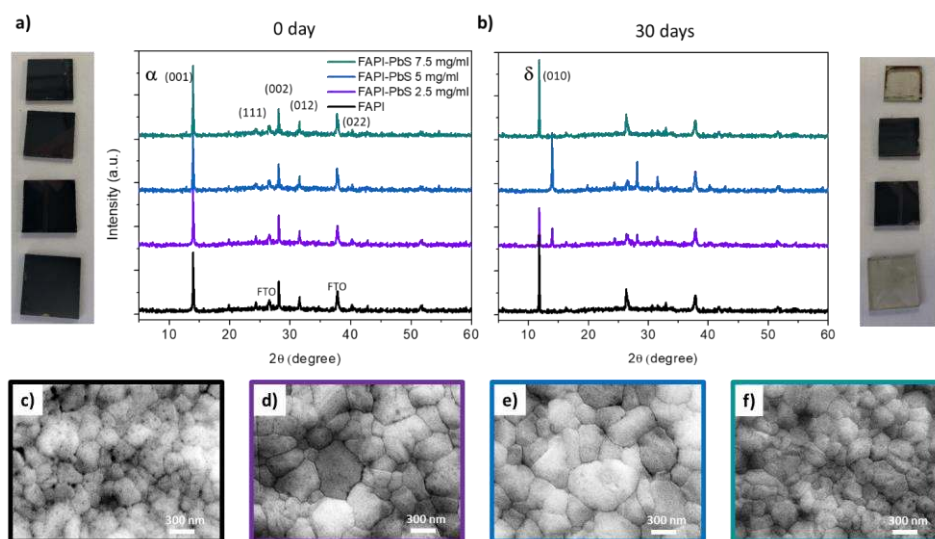 a)
0 day
b)
30 days
α
(001)
(111)
(002)
(012)
(022)
FAPI-PbS 7.5 mg/ml
FAPI-PbS 5 mg/ml
FAPI-PbS 2.5 mg/ml
FAPI
FTO
FTO
Intensity (a.u.)
10 20 30 40 50 60
2θ (degree)
δ
(010)
10 20 30 40 50 60
2θ (degree)
c)
300 nm
d)
300 nm
e)
300 nm
f)
300 nm